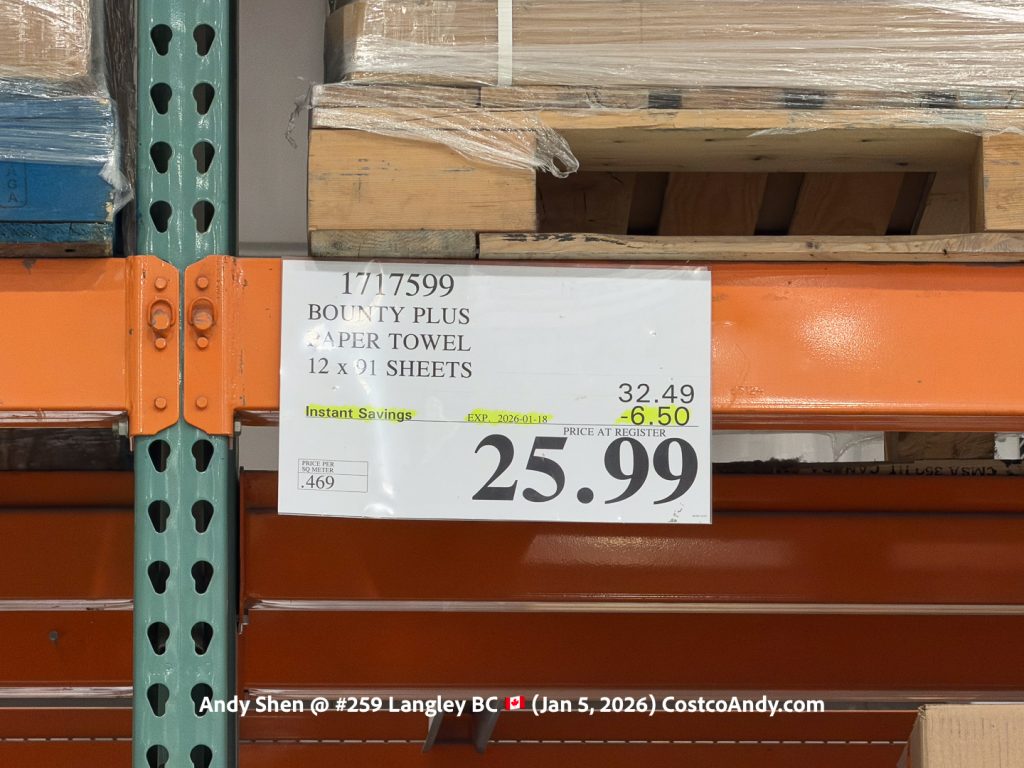 1717599
BOUNTY PLUS
PAPER TOWEL
12 x 91 SHEETS
32.49
Instant Savings EXP. 2026-01-18 -6.50
PRICE AT REGISTER
25.99
PRICE PER
SQ METER
.469
Andy Shen @ #259 Langley BC 🇨🇦 (Jan 5, 2026) CostcoAndy.com